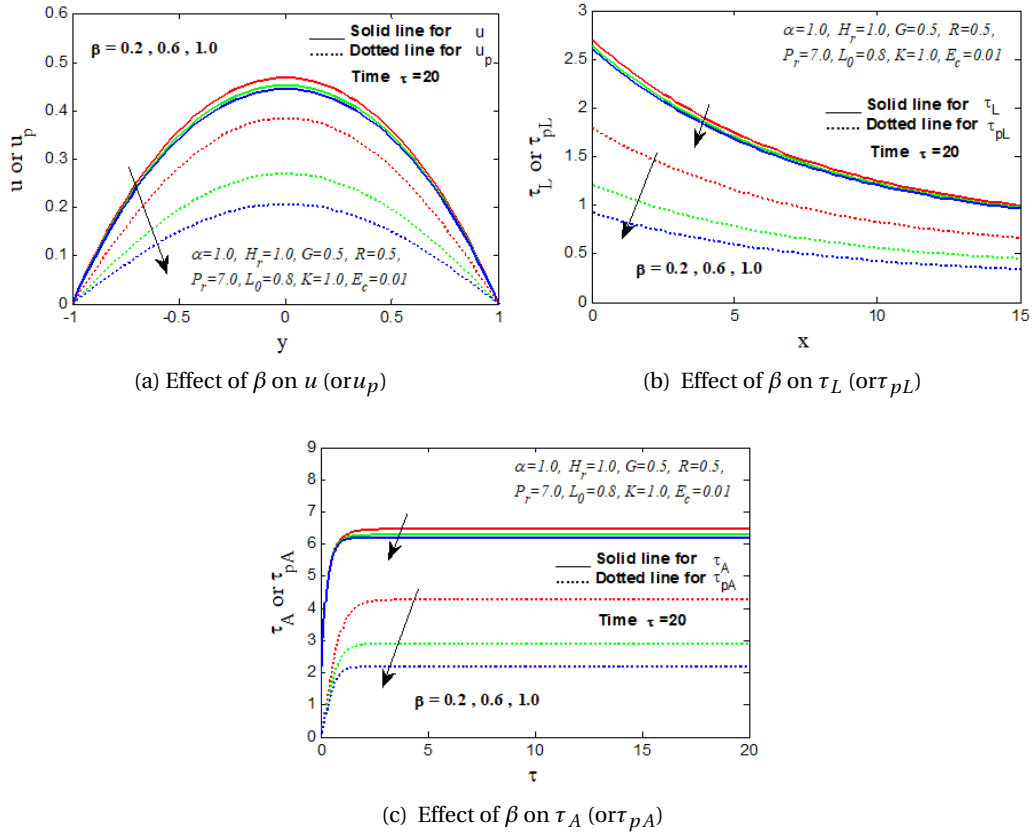 0.6
0.5
0.4
0.3
0.2
0.1
0
-1
-0.5
0
0.5
1
u or u_p
y
β = 0.2 , 0.6 , 1.0
Solid line for u
Dotted line for u_p
Time τ =20
α=1.0, H_r=1.0, G=0.5, R=0.5,
P_r=7.0, L_0=0.8, K=1.0, E_c=0.01
(a) Effect of β on u (oru_p)
3
2.5
2
1.5
1
0.5
0
0
5
10
15
τ_L or τ_pL
x
α=1.0, H_r=1.0, G=0.5, R=0.5,
P_r=7.0, L_0=0.8, K=1.0, E_c=0.01
Solid line for τ_L
Dotted line for τ_pL
Time τ =20
β = 0.2 , 0.6 , 1.0
(b) Effect of β on τ_L (orτ_pL)
9
8
7
6
5
4
3
2
1
0
0
5
10
15
20
τ_A or τ_pA
τ
α=1.0, H_r=1.0, G=0.5, R=0.5,
P_r=7.0, L_0=0.8, K=1.0, E_c=0.01
Solid line for τ_A
Dotted line for τ_pA
Time τ =20
β = 0.2 , 0.6 , 1.0
(c) Effect of β on τ_A (orτ_pA)